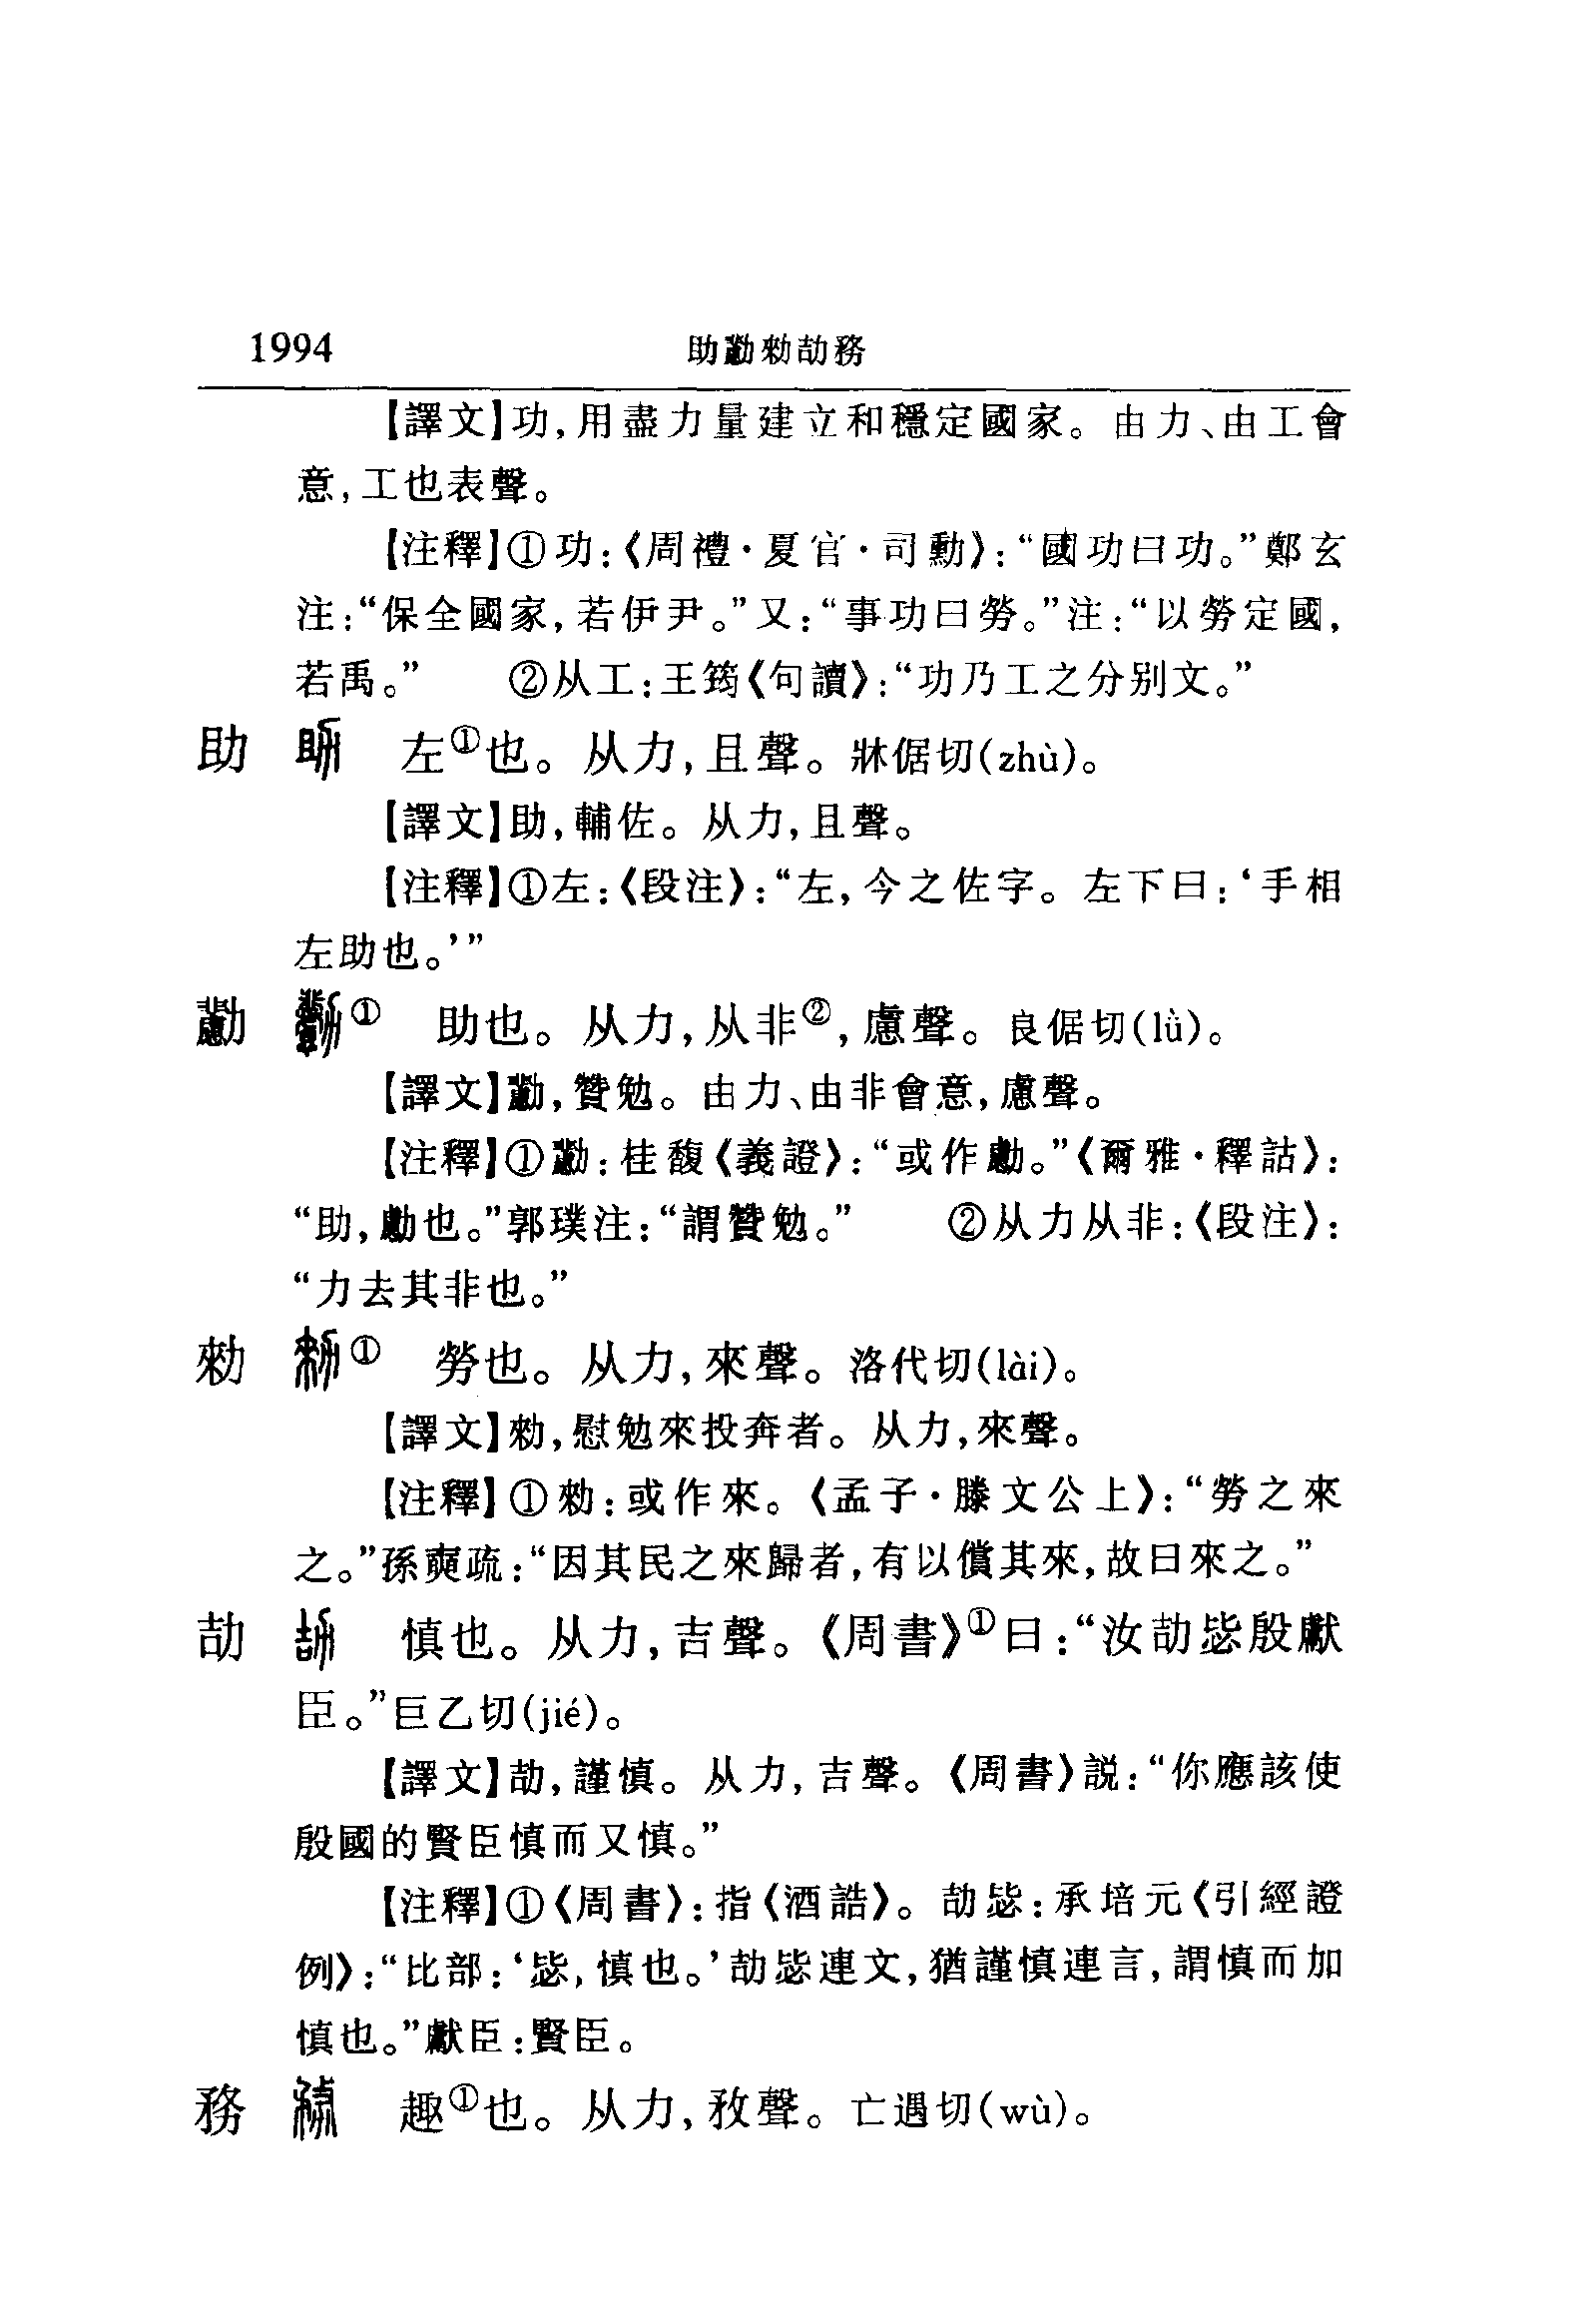 1994 助𠣊勑劼務
【譯文】功,用盡力量建立和穩定國家。由力、由工會
意,工也表聲。
【注釋】①功:《周禮·夏官·司勳》:“國功曰功。”鄭玄
注:“保全國家,若伊尹。”又:“事功曰勞。”注:“以勞定國,
若禹。” ②从工:王筠《句讀》:“功乃工之分别文。”
助 左①也。从力,且聲。牀倨切(zhù)。
【譯文】助,輔佐。从力,且聲。
【注釋】①左:《段注》:“左,今之佐字。左下曰:‘手相
左助也。’”
𠣊① 助也。从力,从非②,慮聲。良倨切(lǜ)。
【譯文】𠣊,贊勉。由力、由非會意,慮聲。
【注釋】①𠣊:桂馥《義證》:“或作勴。”《爾雅·釋詁》:
“助,勴也。”郭璞注:“謂贊勉。” ②从力从非:《段注》:
“力去其非也。”
勑① 勞也。从力,來聲。洛代切(lài)。
【譯文】勑,慰勉來投奔者。从力,來聲。
【注釋】①勑:或作來。《孟子·滕文公上》:“勞之來
之。”孫奭疏:“因其民之來歸者,有以償其來,故曰來之。”
劼 慎也。从力,吉聲。《周書》①曰:“汝劼毖殷獻
臣。”巨乙切(jié)。
【譯文】劼,謹慎。从力,吉聲。《周書》説:“你應該使
殷國的賢臣慎而又慎。”
【注釋】①《周書》:指《酒誥》。劼毖:承培元《引經證
例》:“比部:‘毖,慎也。’劼毖連文,猶謹慎連言,謂慎而加
慎也。”獻臣:賢臣。
務 趣①也。从力,敄聲。亡遇切(wù)。